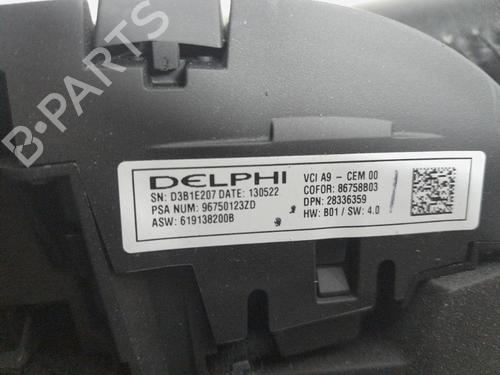 B-PARTS
DELPHI
SN: D3B1E207 DATE: 130522
PSA NUM: 96750123ZD
ASW: 619138200B
VCI A9 - CEM 00
COFOR: 86758803
DPN: 28336359
HW: B01 / SW: 4.0